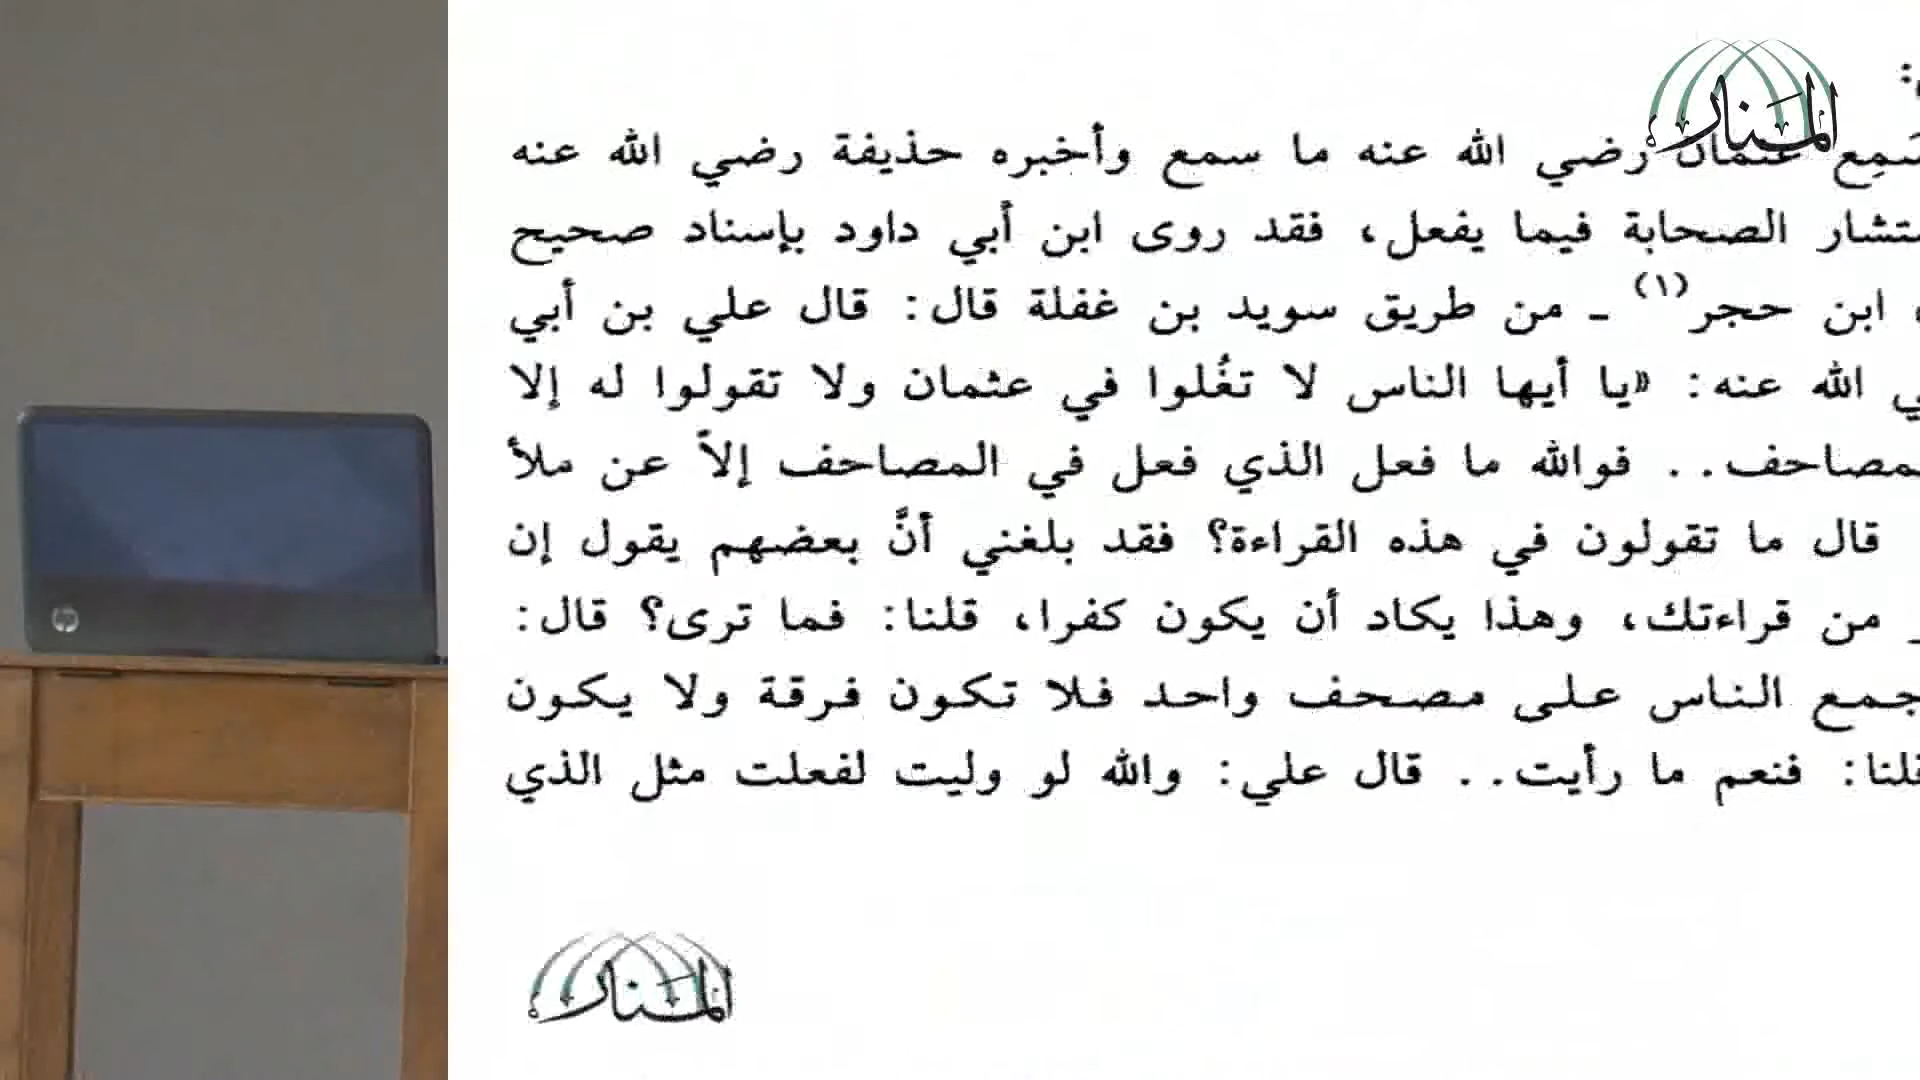 المنار
عثمان رضي الله عنه ما سمع وأخبره حذيفة رضي الله عنه
الصحابة فيما يفعل، فقد روى ابن أبي داود بإسناد صحيح
ابن حجر(١) ـ من طريق سويد بن غفلة قال: قال علي بن أبي
الله عنه: «يا أيها الناس لا تغُلوا في عثمان ولا تقولوا له إلا
فوالله ما فعل الذي فعل في المصاحف إلاّ عن ملأ
قال ما تقولون في هذه القراءة؟ فقد بلغني أنَّ بعضهم يقول إن
من قراءتك، وهذا يكاد أن يكون كفرا، قلنا: فما ترى؟ قال:
الناس على مصحف واحد فلا تكون فرقة ولا يكون
فنعم ما رأيت.. قال علي: والله لو وليت لفعلت مثل الذي
المنار
hp